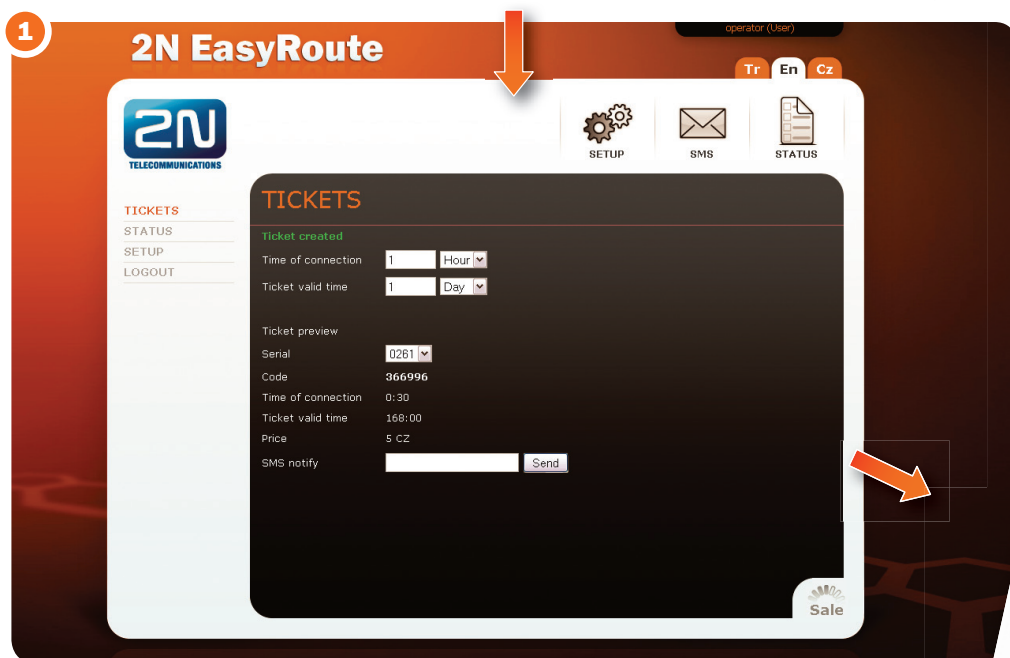 1
2N EasyRoute
operator (User)
Tr En Cz
2N
TELECOMMUNICATIONS
SETUP SMS STATUS
TICKETS
STATUS
SETUP
LOGOUT
TICKETS
Ticket created
Time of connection 1 Hour
Ticket valid time 1 Day
Ticket preview
Serial 0261
Code 366996
Time of connection 0:30
Ticket valid time 168:00
Price 5 CZ
SMS notify Send
Sale